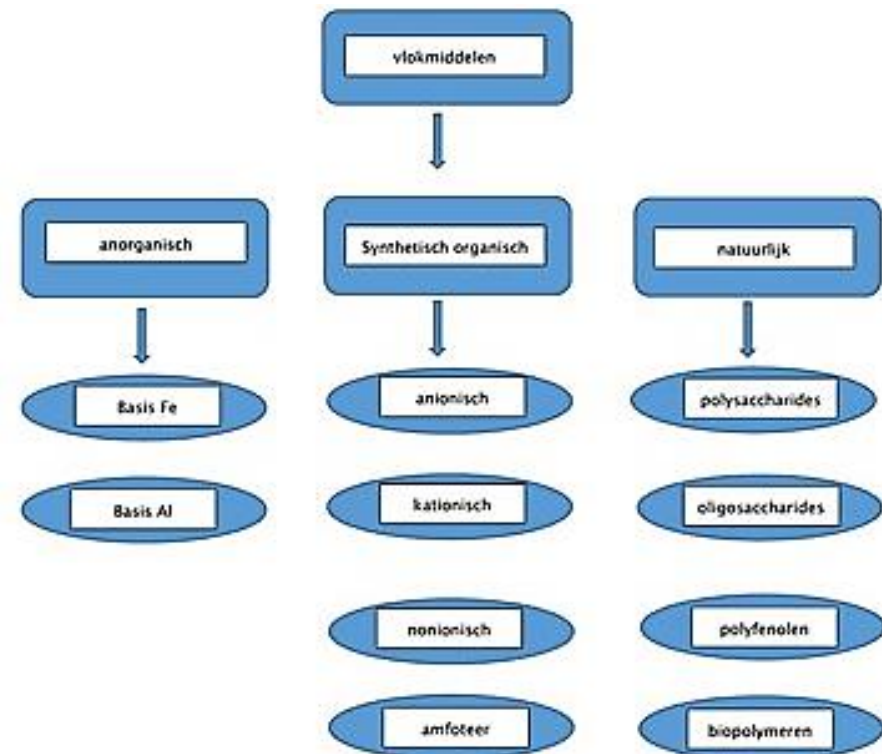 vlokmiddelen
anorganisch
Synthetisch organisch
natuurlijk
Basis Fe
anionisch
polysaccharides
Basis Al
kationisch
oligosaccharides
nonionisch
polyfenolen
amfoteer
biopolymeren